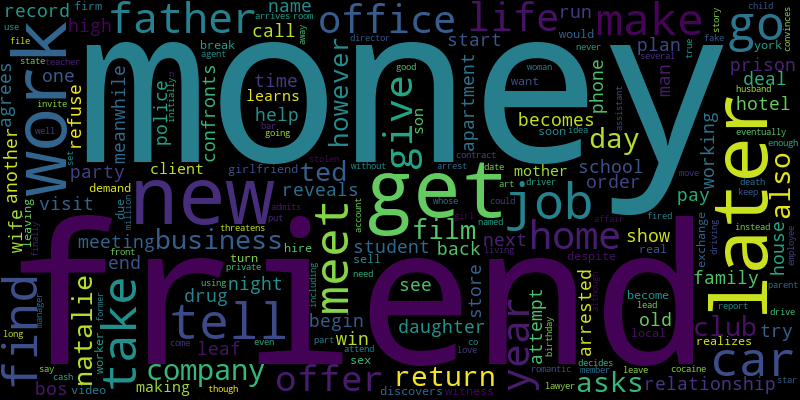 money
friend
get
later
new
work
job
life
father
make
go
office
give
meet
tell
take
find
home
car
year
day
business
film
offer
return
company
asks
club
also
ted
natalie
however
police
meanwhile
confronts
apartment
becomes
phone
plan
prison
deal
hotel
school
order
house
family
show
pay
try
relationship
arrested
attempt
old
next
back
see
store
daughter
student
begin
night
drug
leaf
win
sex
meeting
party
client
reveals
help
learns
time
call
name
record
firm
high
run
start
would
break
agent
director
initially
room
away
arrives
bar
going
son
good
want
woman
soon
idea
never
several
man
story
true
fake
york
child
convinces
husband
wife
another
agrees
use
file
state
teacher
one
refuse
invite
well
set
visit
leaving
finally
demand
due
million
end
front
threatens
stolen
girlfriend
admits
put
hire
turn
private
using
worker
former
bos
video
long
manager
say
cash
making
though
come
even
sell
need
including
account
without
whose
arrest
contract
mother
date
art
driver
could
named
girl
living
part
birthday
attend
love
co
discovers
witness
romantic
lawyer
member
decides
despite
real
affair
although
fired
exchange
driving
working
assistant
move
death
keep
instead
employee
eventually
enough
parent
drive
report
realizes
local
lead
become
leave
cocaine
star